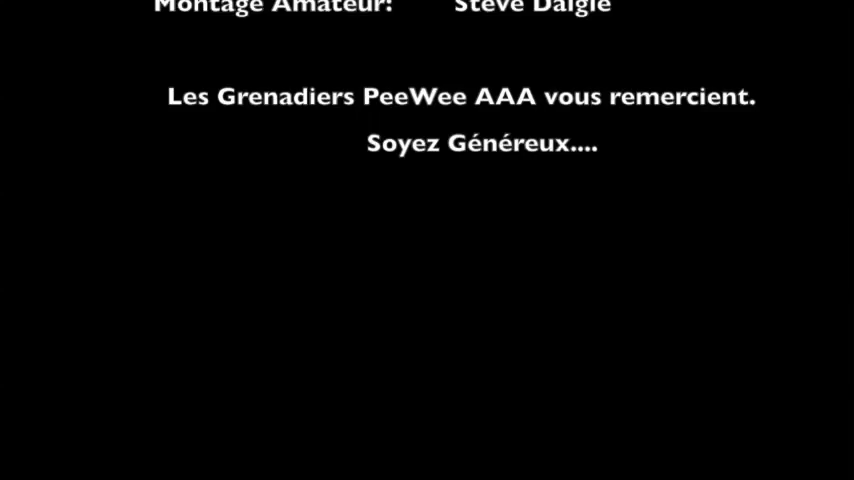 Montage Amateur: Steve Daigle
Les Grenadiers PeeWee AAA vous remercient.
Soyez Généreux....